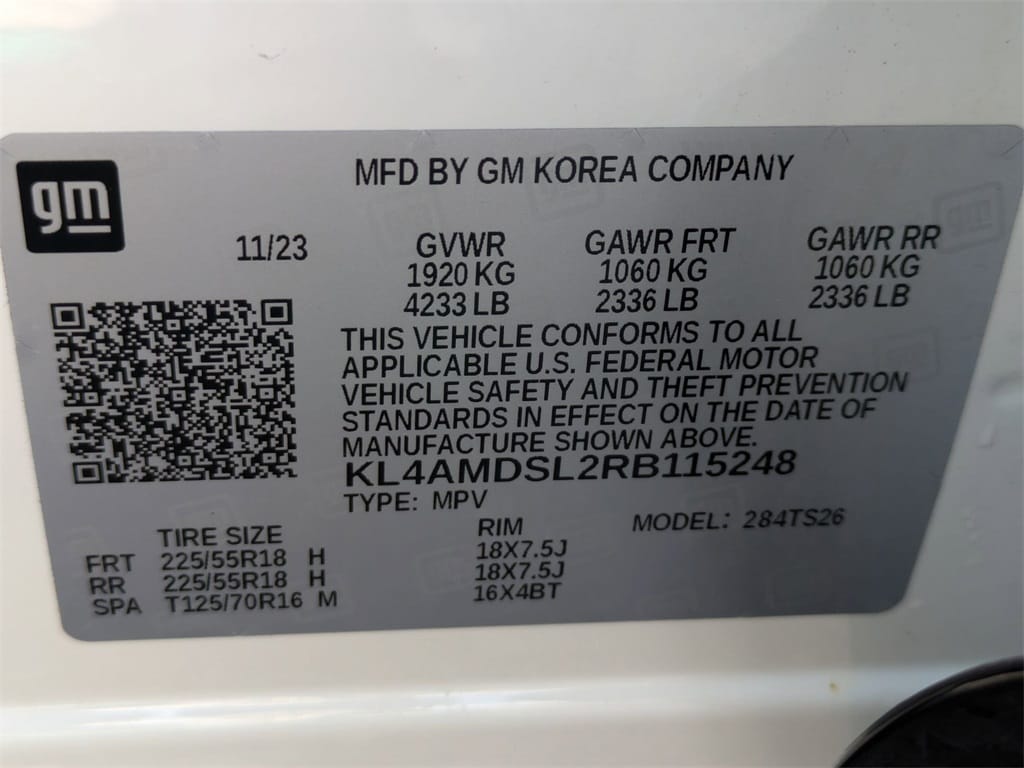 gm
MFD BY GM KOREA COMPANY
11/23 GVWR GAWR FRT GAWR RR
1920 KG 1060 KG 1060 KG
4233 LB 2336 LB 2336 LB
THIS VEHICLE CONFORMS TO ALL
APPLICABLE U.S. FEDERAL MOTOR
VEHICLE SAFETY AND THEFT PREVENTION
STANDARDS IN EFFECT ON THE DATE OF
MANUFACTURE SHOWN ABOVE.
KL4AMDSL2RB115248
TYPE: MPV
TIRE SIZE RIM MODEL: 284TS26
FRT 225/55R18 H 18X7.5J
RR 225/55R18 H 18X7.5J
SPA T125/70R16 M 16X4BT